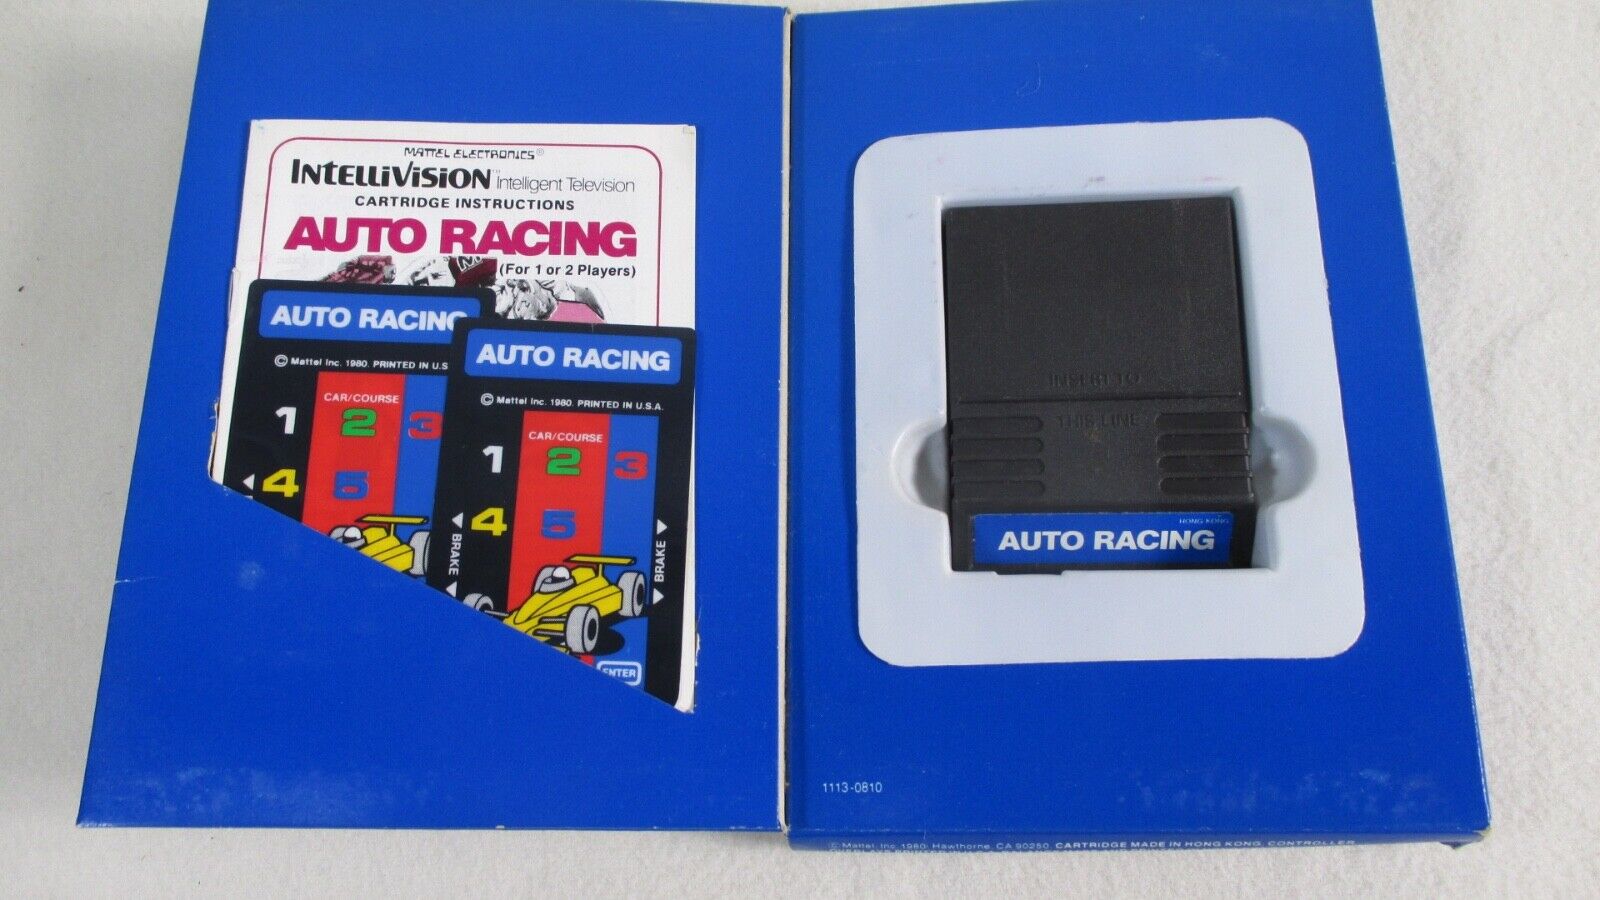 MATTEL ELECTRONICS®
INTELLIVISION™ Intelligent Television
CARTRIDGE INSTRUCTIONS
AUTO RACING
(For 1 or 2 Players)
AUTO RACING
© Mattel Inc. 1980. PRINTED IN U.S
CAR/COURSE
1 2 3
4 5
AUTO RACING
© Mattel Inc. 1980. PRINTED IN U.S.A.
CAR/COURSE
1 2 3
4 5
BRAKE
BRAKE
ENTER
INSERT TO
THIS LINE
HONG KONG
AUTO RACING
1113-0810
© Mattel, Inc. 1980. Hawthorne, CA 90250. CARTRIDGE MADE IN HONG KONG. CONTROLLER